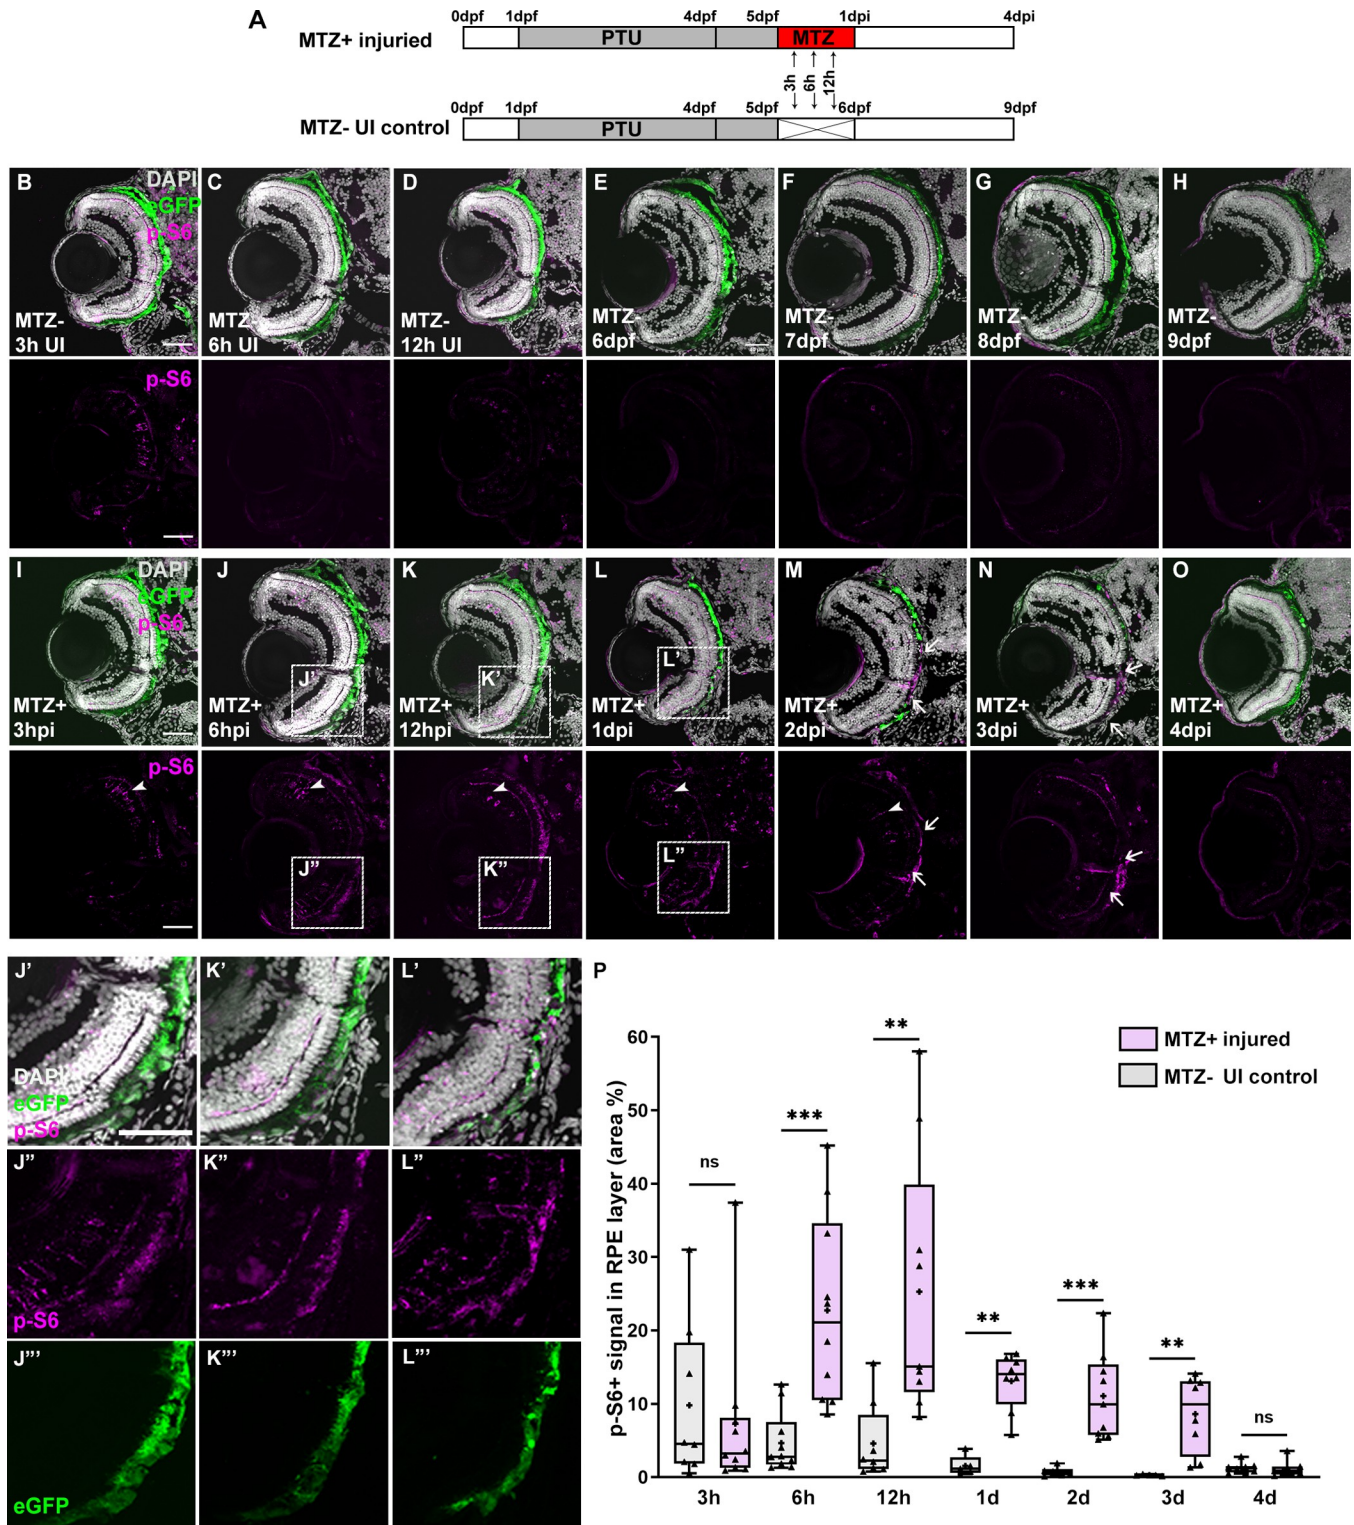 A
0dpf 1dpf 4dpf 5dpf 1dpi 4dpi
MTZ+ injuried PTU MTZ
3h 6h 12h
0dpf 1dpf 4dpf 5dpf 6dpf 9dpf
MTZ- UI control PTU
B C D E F G H
DAPI
eGFP
p-S6
MTZ- 3h UI
MTZ- 6h UI
MTZ- 12h UI
MTZ- 6dpf
MTZ- 7dpf
MTZ- 8dpf
MTZ- 9dpf
p-S6
I J K L M N O
DAPI
eGFP
p-S6
J' K' L'
MTZ+ 3hpi
MTZ+ 6hpi
MTZ+ 12hpi
MTZ+ 1dpi
MTZ+ 2dpi
MTZ+ 3dpi
MTZ+ 4dpi
p-S6
J'' K'' L''
J' K' L'
DAPI
eGFP
p-S6
J'' K'' L''
p-S6
J''' K''' L'''
eGFP
P
p-S6+ signal in RPE layer (area %)
60
50
40
30
20
10
0
MTZ+ injured
MTZ- UI control
ns *** ** ** *** ** ns
3h 6h 12h 1d 2d 3d 4d